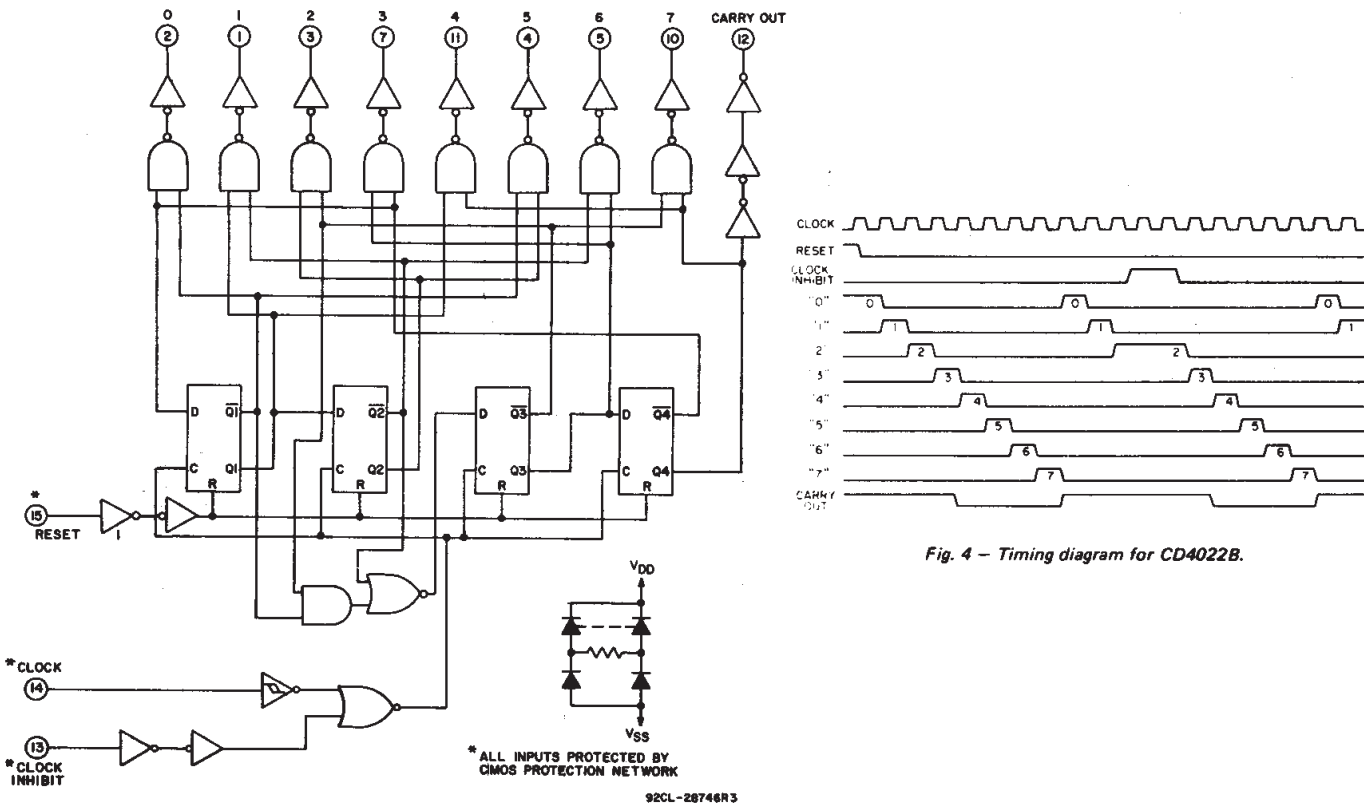 0 1 2 3 4 5 6 7 CARRY OUT
2 1 3 7 11 4 5 10 12
D Q1 C Q1 R
D Q2 C Q2 R
D Q3 C Q3 R
D Q4 C Q4 R
*
15
RESET
1
* CLOCK
14
13
* CLOCK
INHIBIT
VDD
VSS
* ALL INPUTS PROTECTED BY
CMOS PROTECTION NETWORK
92CL-28746R3
CLOCK
RESET
CLOCK
INHIBIT
"0" 0 0 0
"1" 1 1 1
2 2 2
"3" 3 3
"4" 4 4
"5" 5 5
"6" 6 6
"7" 7 7
CARRY
OUT
Fig. 4 – Timing diagram for CD4022B.